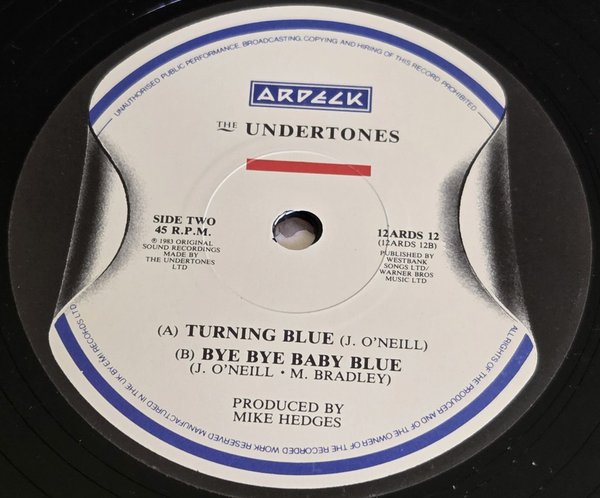 UNAUTHORISED PUBLIC PERFORMANCE, BROADCASTING, COPYING AND HIRING OF THIS RECORD PROHIBITED
ARDECK
THE UNDERTONES
SIDE TWO
45 R.P.M.
℗ 1983 ORIGINAL
SOUND RECORDINGS
MADE BY
THE UNDERTONES
LTD
12ARDS 12
(12ARDS 12B)
PUBLISHED BY
WESTBANK
SONGS LTD/
WARNER BROS
MUSIC LTD
(A) TURNING BLUE (J. O'NEILL)
(B) BYE BYE BABY BLUE
(J. O'NEILL · M. BRADLEY)
PRODUCED BY
MIKE HEDGES
ALL RIGHTS OF THE PRODUCER AND OF THE OWNER OF THE RECORDED WORK RESERVED MANUFACTURED IN THE UK BY EMI RECORDS LTD